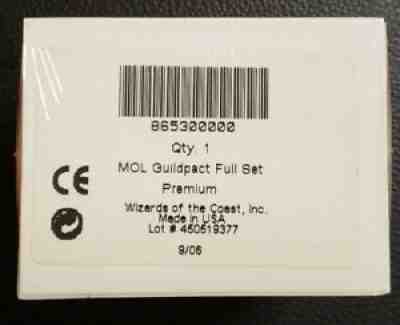 865300000
Qty. 1
MOL Guildpact Full Set
Premium
Wizards of the Coast, Inc.
Made in USA
Lot # 450519377
9/06
CE